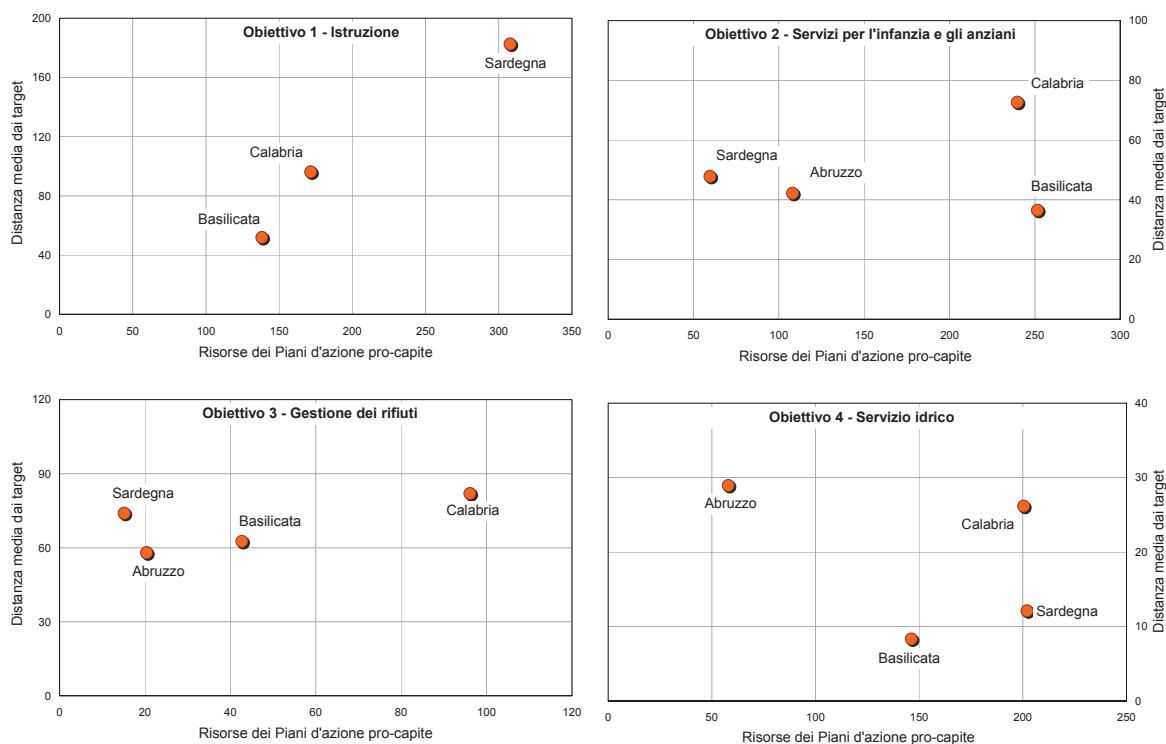 Obiettivo 1 - Istruzione
Distanza media dai target
200
160
120
80
40
0
Sardegna
Calabria
Basilicata
0 50 100 150 200 250 300 350
Risorse dei Piani d'azione pro-capite
Obiettivo 2 - Servizi per l'infanzia e gli anziani
100
80
60
40
20
0
Distanza media dai target
Calabria
Sardegna
Abruzzo
Basilicata
0 50 100 150 200 250 300
Risorse dei Piani d'azione pro-capite
Obiettivo 3 - Gestione dei rifiuti
Distanza media dai target
120
90
60
30
0
Sardegna
Calabria
Basilicata
Abruzzo
0 20 40 60 80 100 120
Risorse dei Piani d'azione pro-capite
Obiettivo 4 - Servizio idrico
40
30
20
10
0
Distanza media dai target
Abruzzo
Calabria
Sardegna
Basilicata
0 50 100 150 200 250
Risorse dei Piani d'azione pro-capite